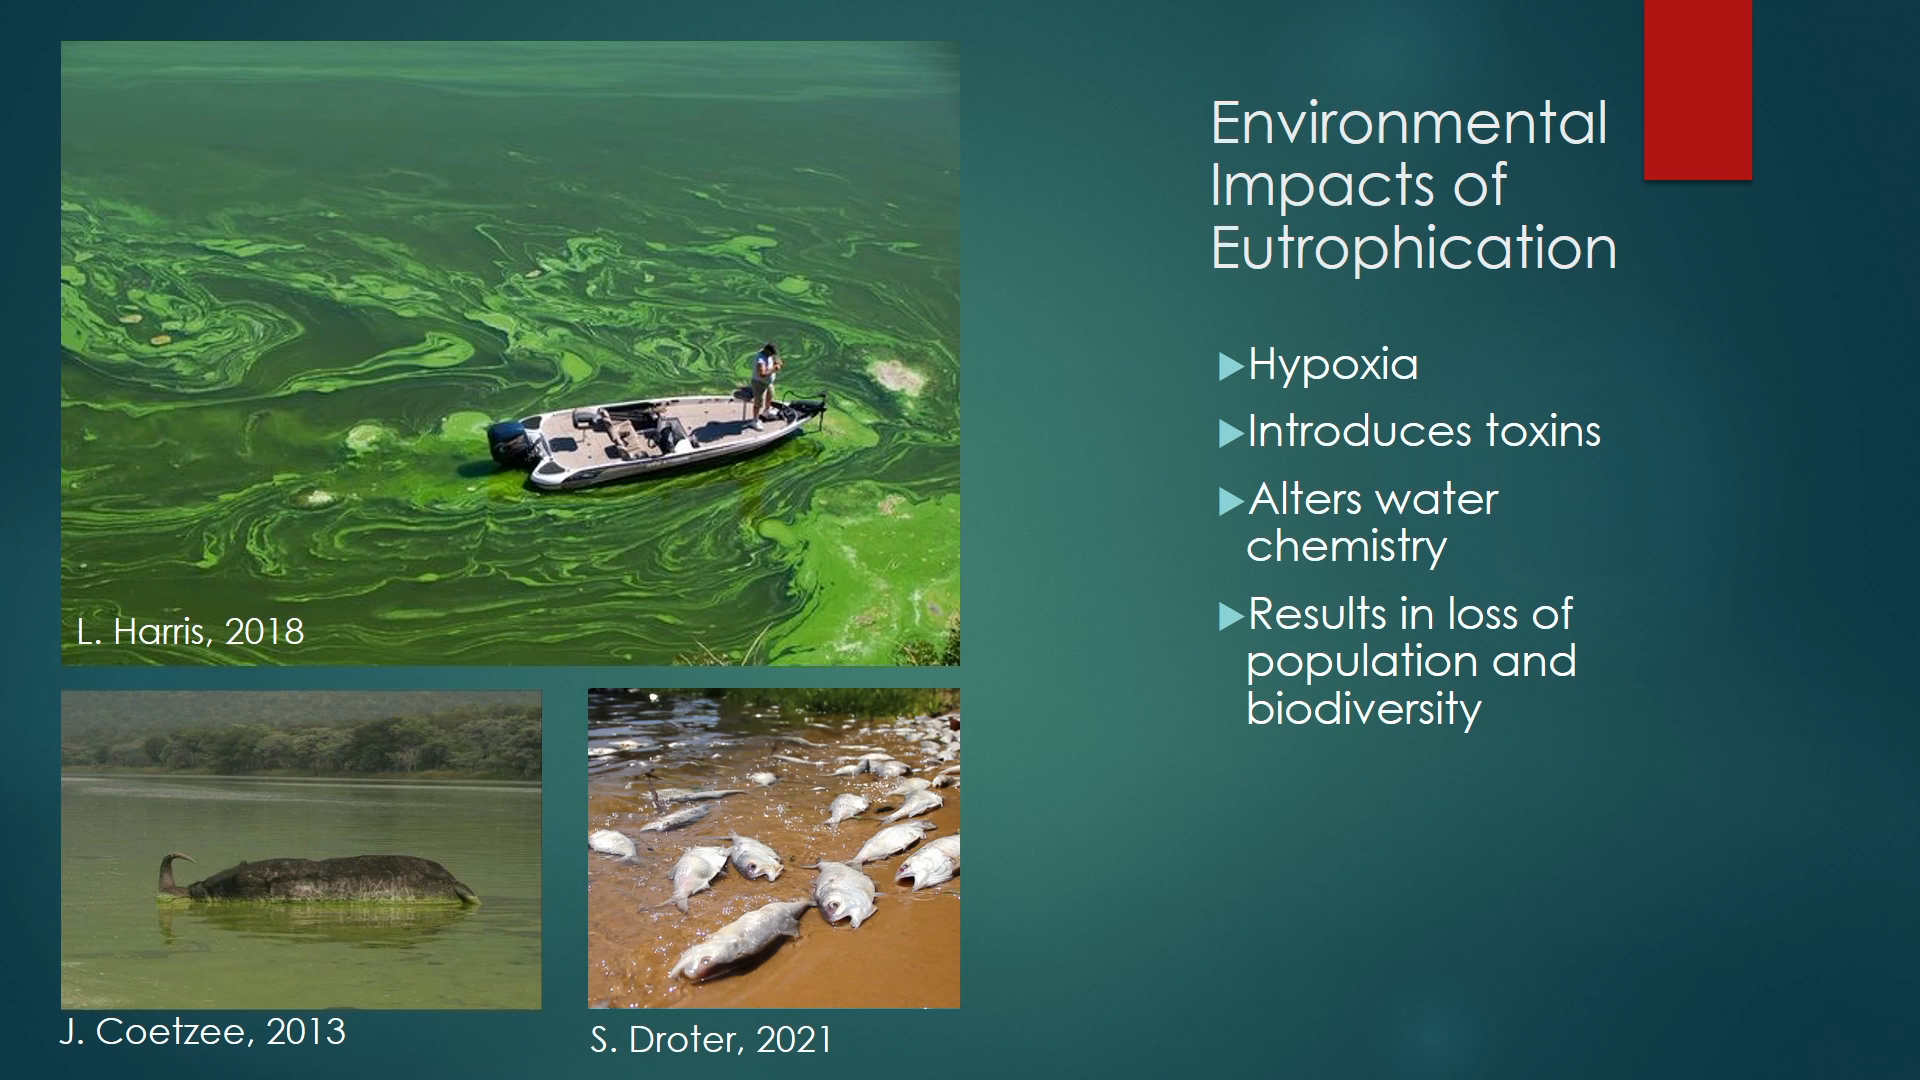 Environmental
Impacts of
Eutrophication
Hypoxia
Introduces toxins
Alters water
chemistry
Results in loss of
population and
biodiversity
L. Harris, 2018
J. Coetzee, 2013
S. Droter, 2021